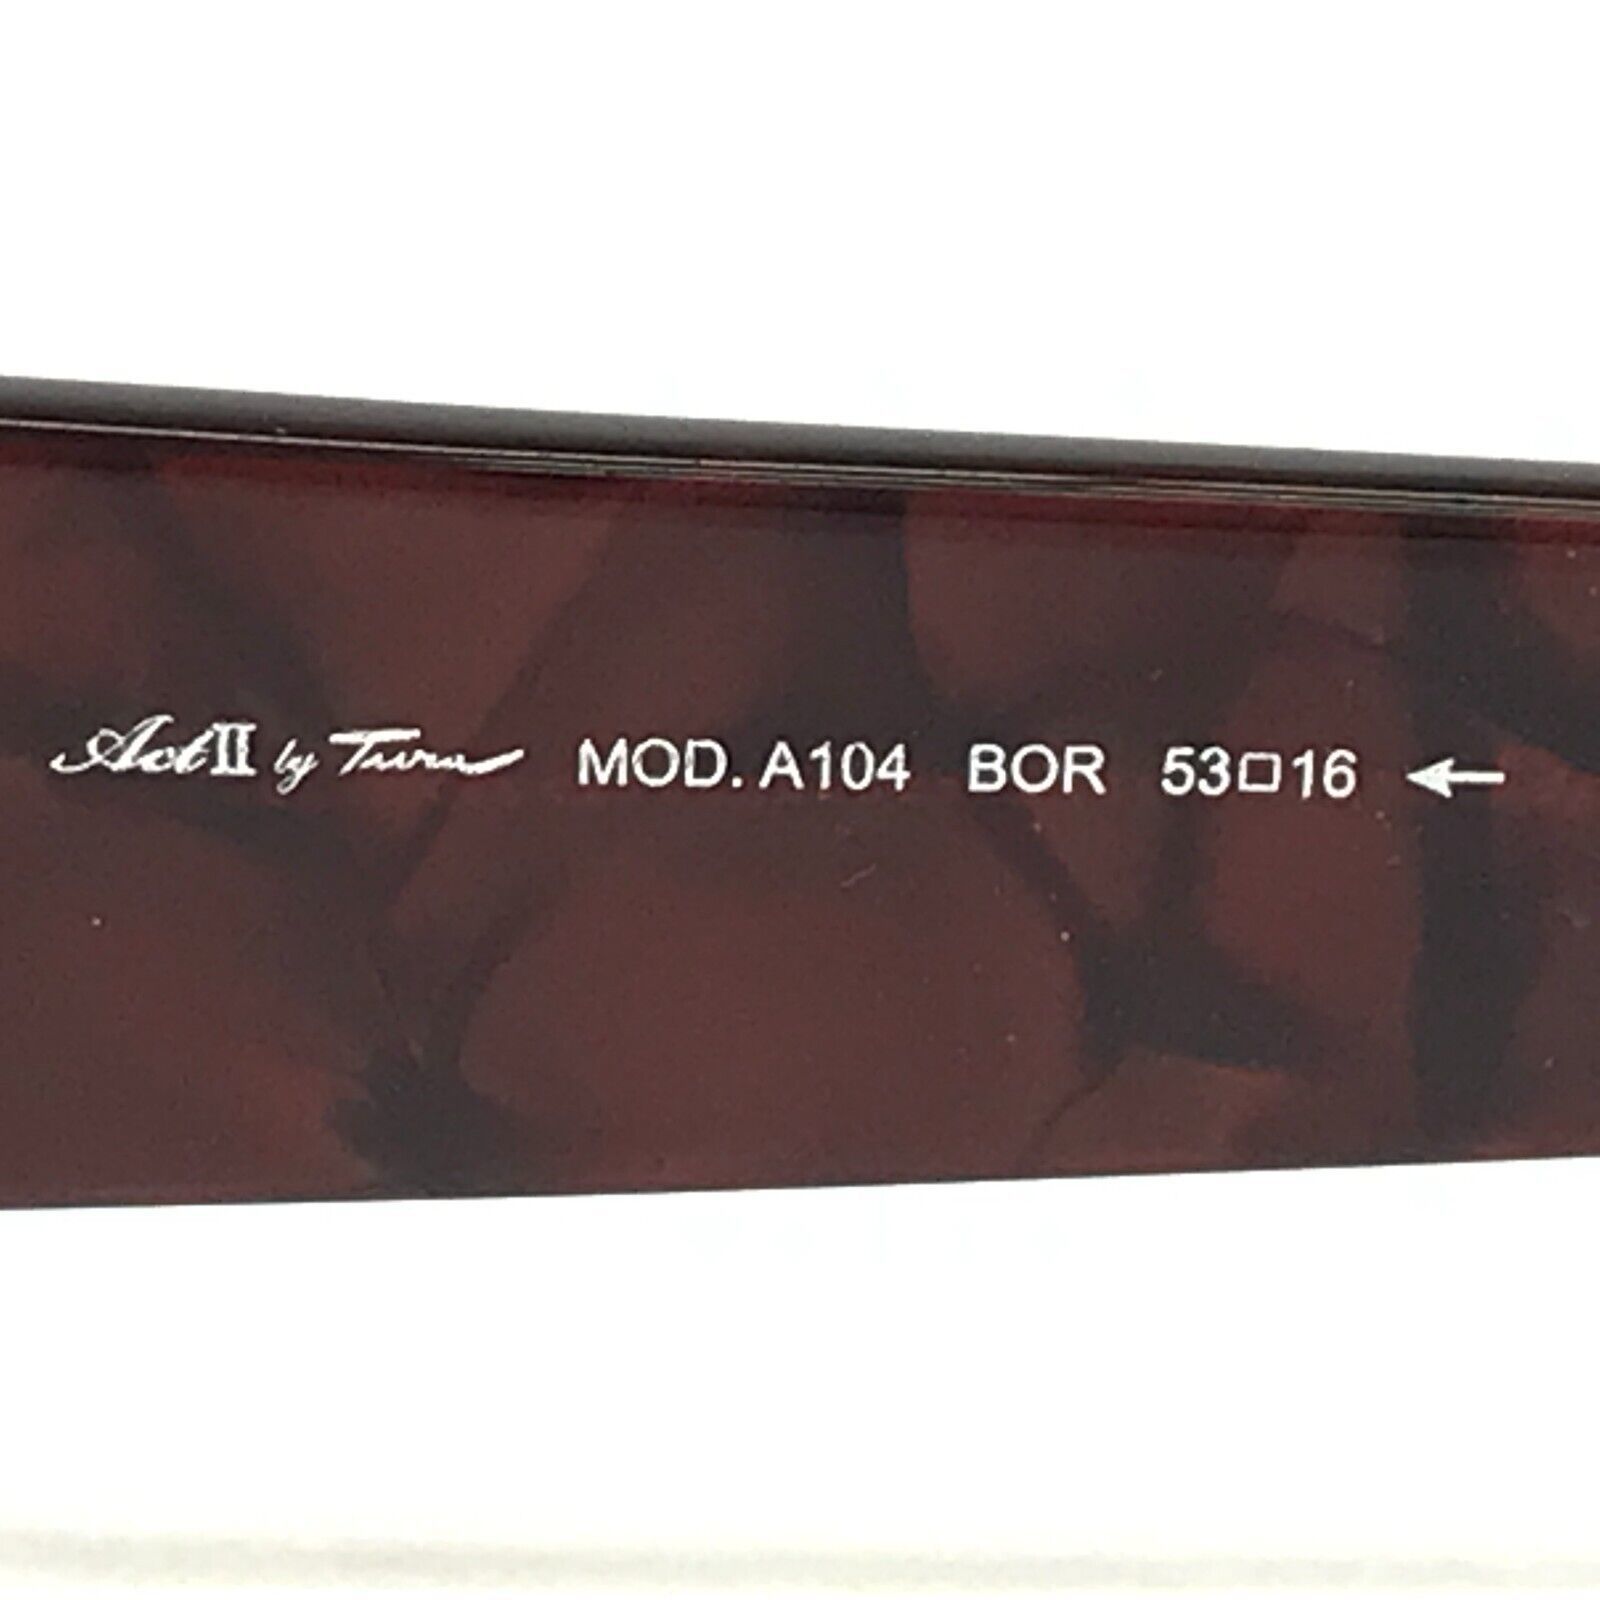 Act II by Tura MOD. A104 BOR 53□16 ←